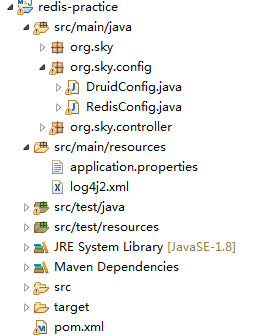 redis-practice
src/main/java
org.sky
org.sky.config
DruidConfig.java
RedisConfig.java
org.sky.controller
src/main/resources
application.properties
log4j2.xml
src/test/java
src/test/resources
JRE System Library [JavaSE-1.8]
Maven Dependencies
src
target
pom.xml